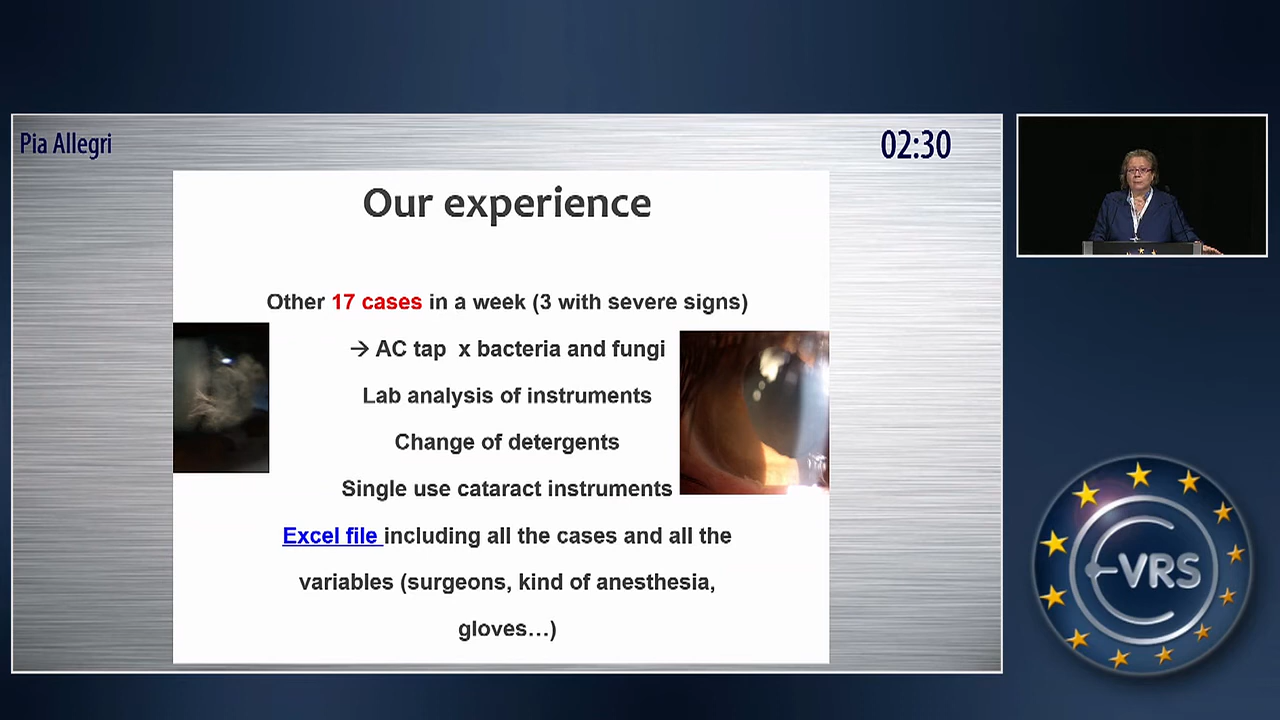 Pia Allegri
02:30
Our experience
Other 17 cases in a week (3 with severe signs)
→ AC tap x bacteria and fungi
Lab analysis of instruments
Change of detergents
Single use cataract instruments
Excel file including all the cases and all the
variables (surgeons, kind of anesthesia,
gloves...)
E-VRS